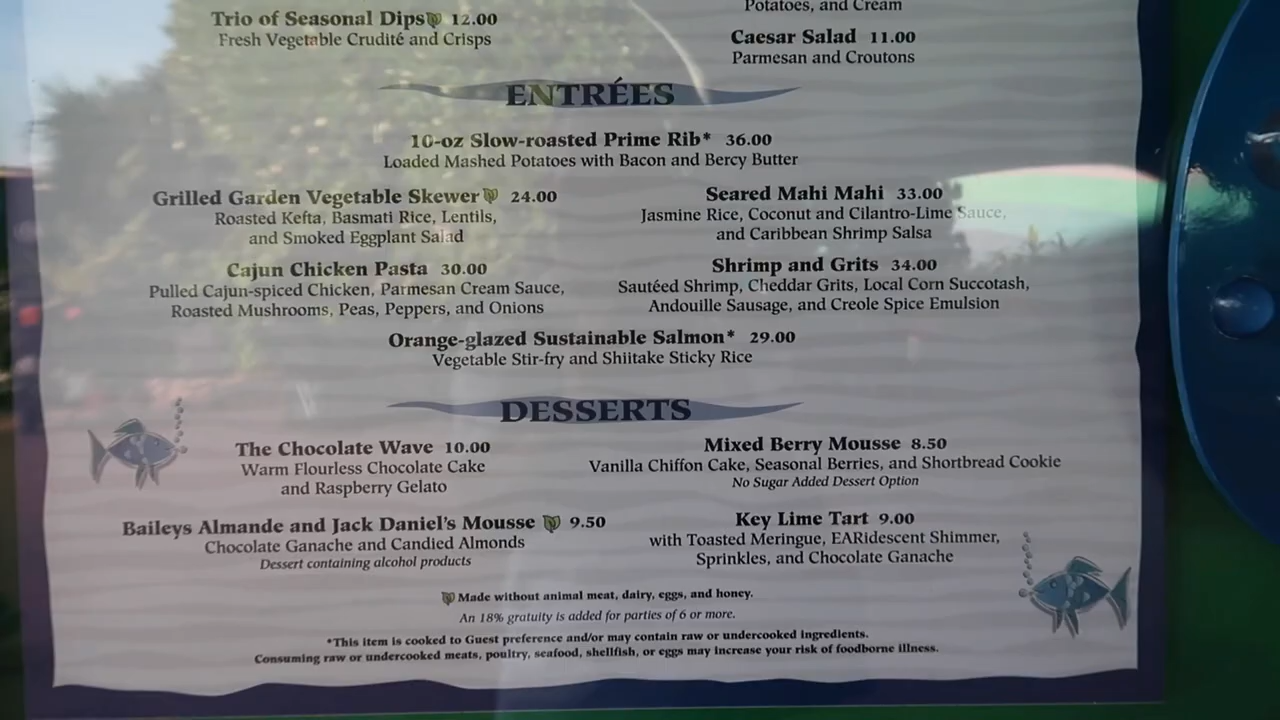 Potatoes, and Cream
Trio of Seasonal Dips 12.00
Fresh Vegetable Crudité and Crisps
Caesar Salad 11.00
Parmesan and Croutons
ENTRÉES
10-oz Slow-roasted Prime Rib* 36.00
Loaded Mashed Potatoes with Bacon and Bercy Butter
Grilled Garden Vegetable Skewer 24.00
Roasted Kefta, Basmati Rice, Lentils,
and Smoked Eggplant Salad
Seared Mahi Mahi 33.00
Jasmine Rice, Coconut and Cilantro-Lime Sauce,
and Caribbean Shrimp Salsa
Cajun Chicken Pasta 30.00
Pulled Cajun-spiced Chicken, Parmesan Cream Sauce,
Roasted Mushrooms, Peas, Peppers, and Onions
Shrimp and Grits 34.00
Sautéed Shrimp, Cheddar Grits, Local Corn Succotash,
Andouille Sausage, and Creole Spice Emulsion
Orange-glazed Sustainable Salmon* 29.00
Vegetable Stir-fry and Shiitake Sticky Rice
DESSERTS
The Chocolate Wave 10.00
Warm Flourless Chocolate Cake
and Raspberry Gelato
Mixed Berry Mousse 8.50
Vanilla Chiffon Cake, Seasonal Berries, and Shortbread Cookie
No Sugar Added Dessert Option
Baileys Almande and Jack Daniel's Mousse 9.50
Chocolate Ganache and Candied Almonds
Dessert containing alcohol products
Key Lime Tart 9.00
with Toasted Meringue, EARidescent Shimmer,
Sprinkles, and Chocolate Ganache
Made without animal meat, dairy, eggs, and honey.
An 18% gratuity is added for parties of 6 or more.
*This item is cooked to Guest preference and/or may contain raw or undercooked ingredients.
Consuming raw or undercooked meats, poultry, seafood, shellfish, or eggs may increase your risk of foodborne illness.